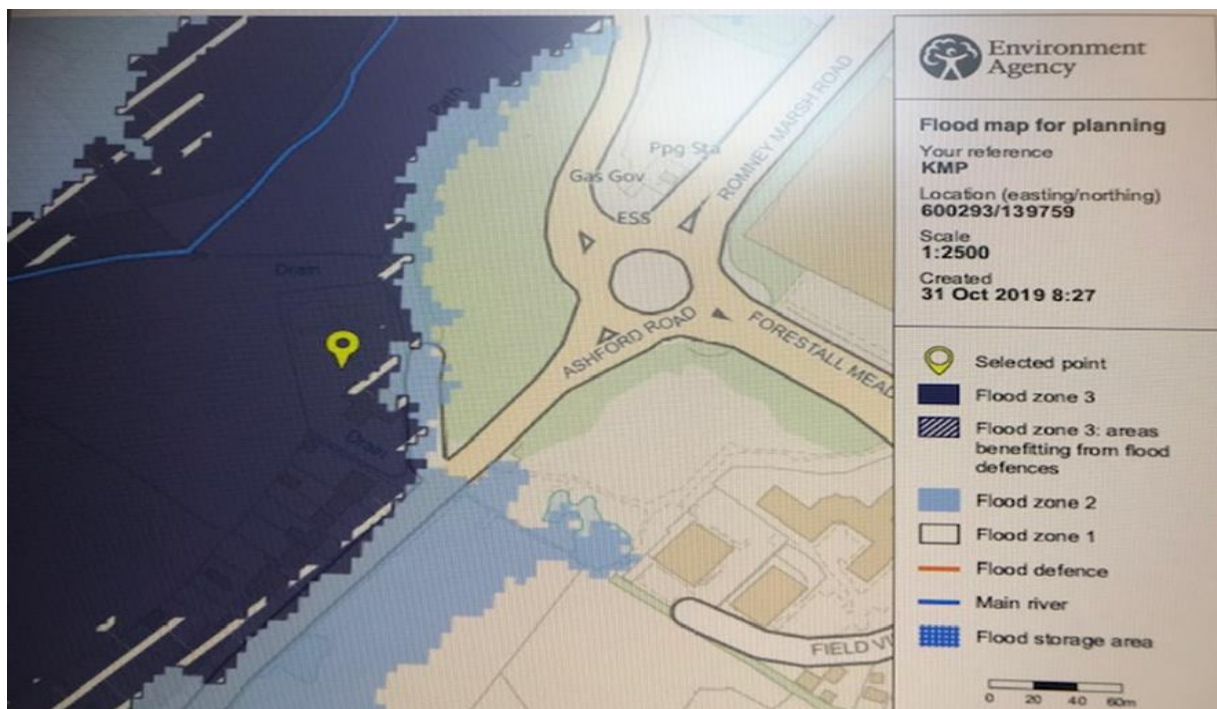 Path
Drain
Drain
Gas Gov
Ppg Sta
ESS
ROMNEY MARSH ROAD
ASHFORD ROAD
FORESTALL MEAD
FIELD VI
Environment
Agency
Flood map for planning
Your reference
KMP
Location (easting/northing)
600293/139759
Scale
1:2500
Created
31 Oct 2019 8:27
Selected point
Flood zone 3
Flood zone 3: areas
benefitting from flood
defences
Flood zone 2
Flood zone 1
Flood defence
Main river
Flood storage area
0 20 40 60m